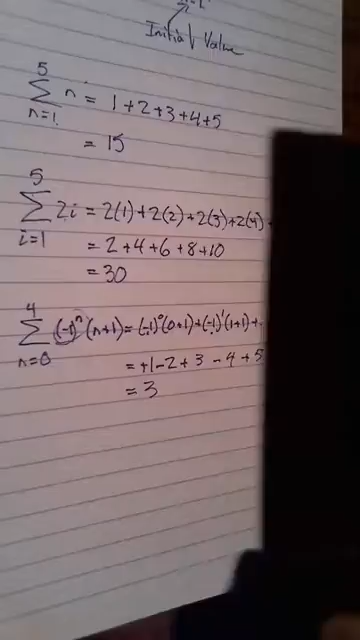 Initial Value
5
∑ n = 1+2+3+4+5
n=1
= 15
5
∑ 2i = 2(1)+2(2)+2(3)+2(4)
i=1
= 2+4+6+8+10
= 30
4
∑ (-1)ⁿ(n+1) = (-1)⁰(0+1)+(-1)¹(1+1)+
n=0
= +1-2+3-4+5
= 3